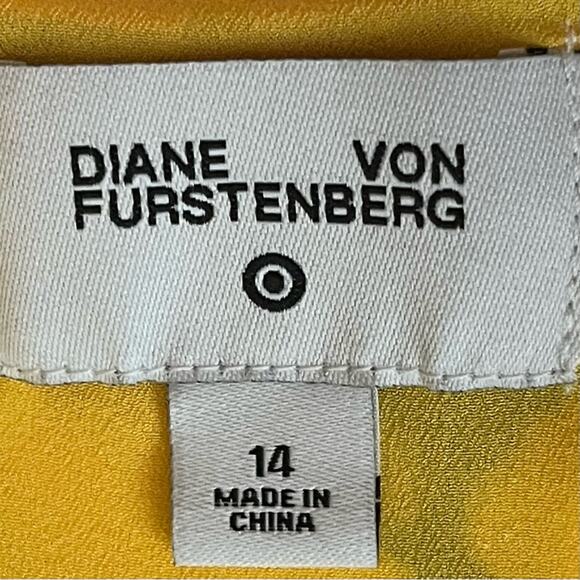 DIANE VON
FURSTENBERG
14
MADE IN
CHINA